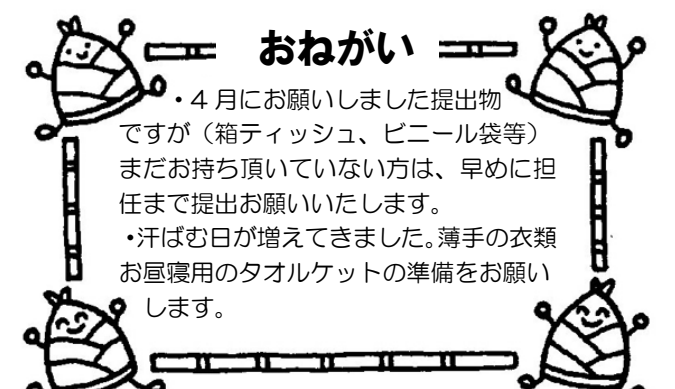 おねがい
・4 月にお願いしました提出物
ですが（箱ティッシュ、ビニール袋等）
まだお持ち頂いていない方は、早めに担
任まで提出お願いいたします。
・汗ばむ日が増えてきました。薄手の衣類
お昼寝用のタオルケットの準備をお願い
します。